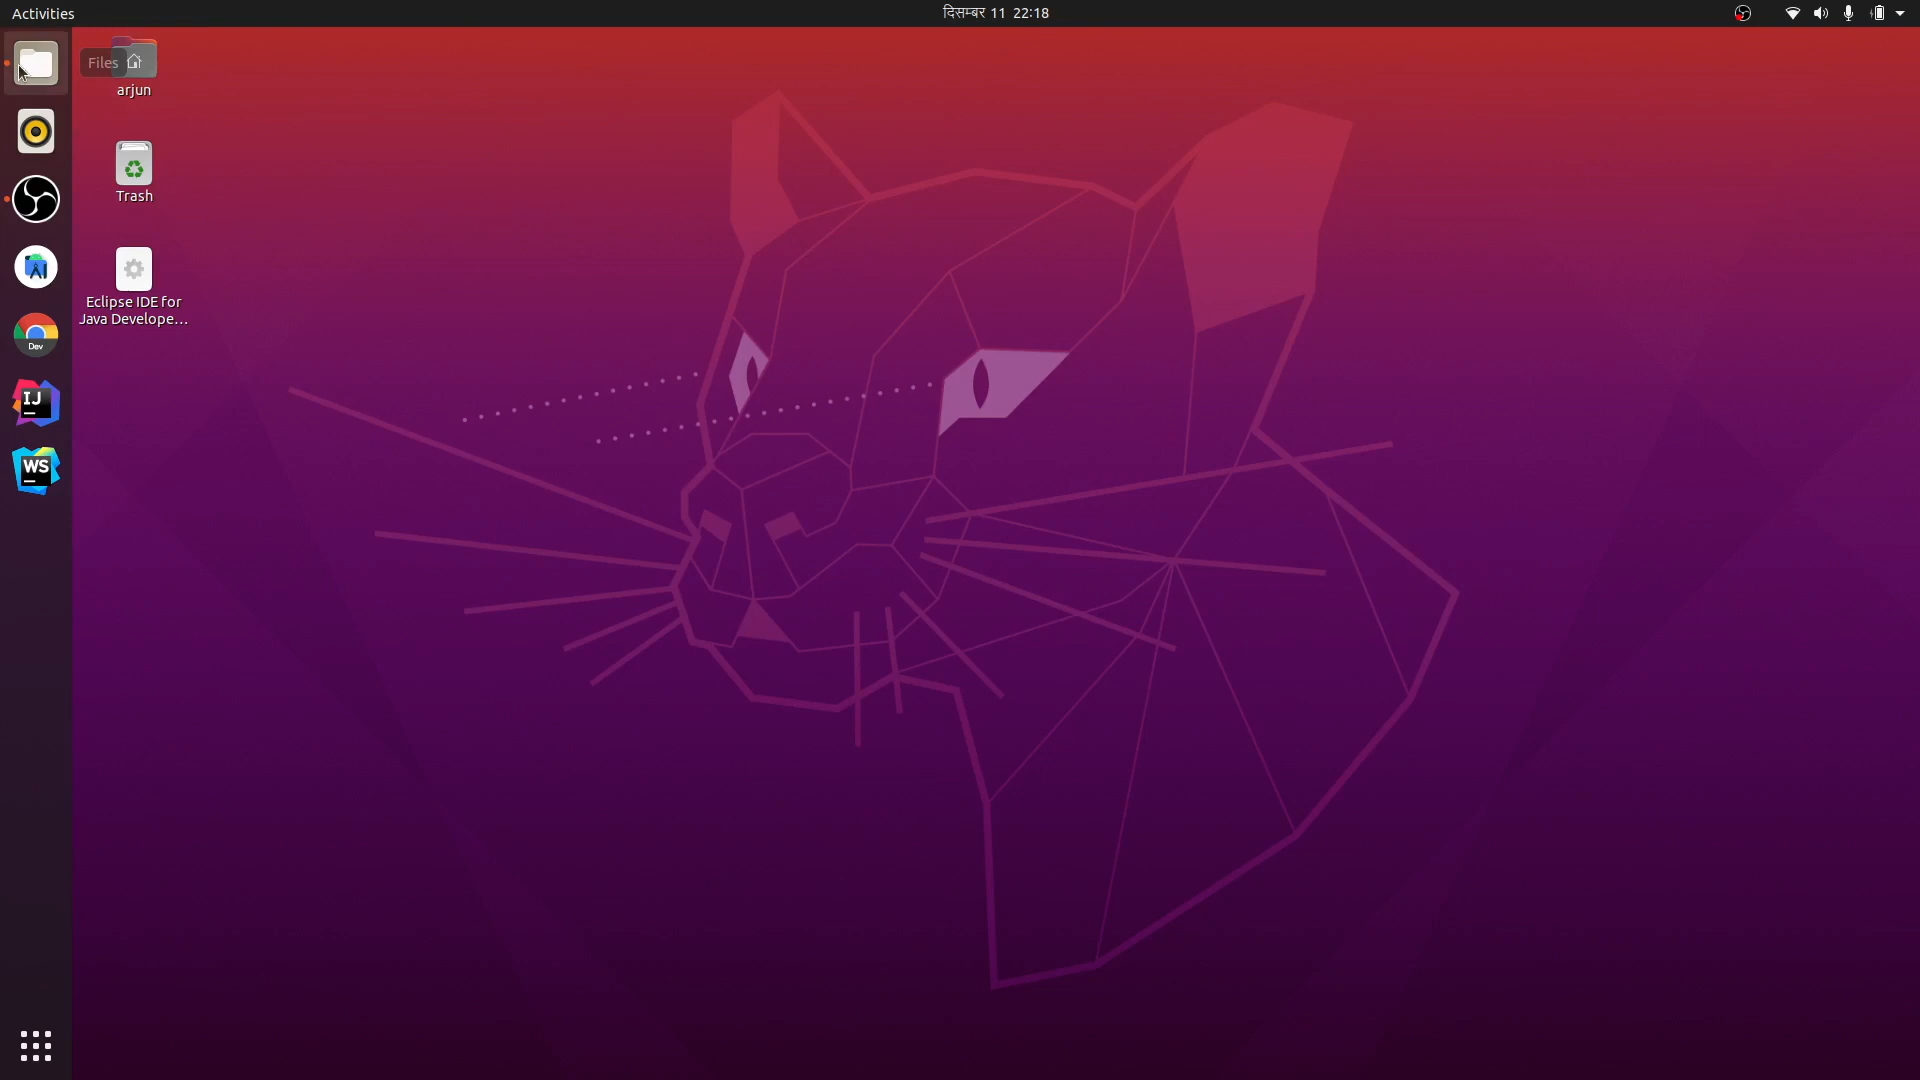 Activities
दिसम्बर 11 22:18
Files
arjun
Trash
Eclipse IDE for
Java Develope...
Dev
IJ
WS